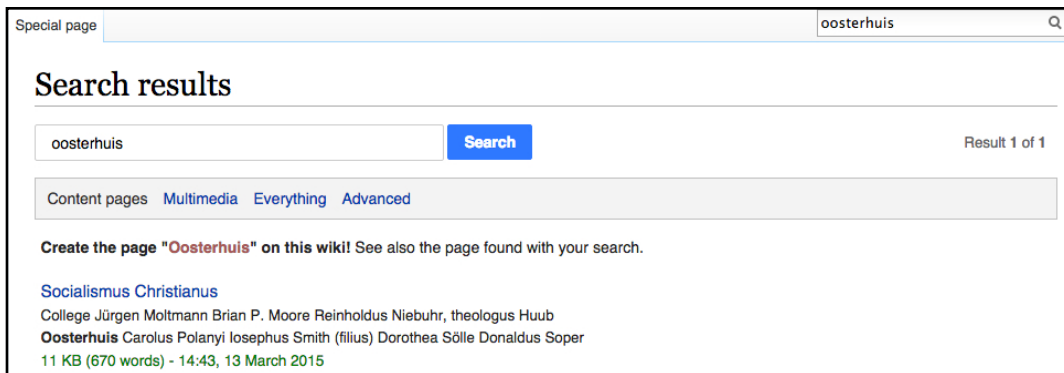 Special page
oosterhuis
Search results
oosterhuis Search Result 1 of 1
Content pages Multimedia Everything Advanced
Create the page "Oosterhuis" on this wiki! See also the page found with your search.
Socialismus Christianus
College Jürgen Moltmann Brian P. Moore Reinholdus Niebuhr, theologus Huub
Oosterhuis Carolus Polanyi Iosephus Smith (filius) Dorothea Sölle Donaldus Soper
11 KB (670 words) - 14:43, 13 March 2015